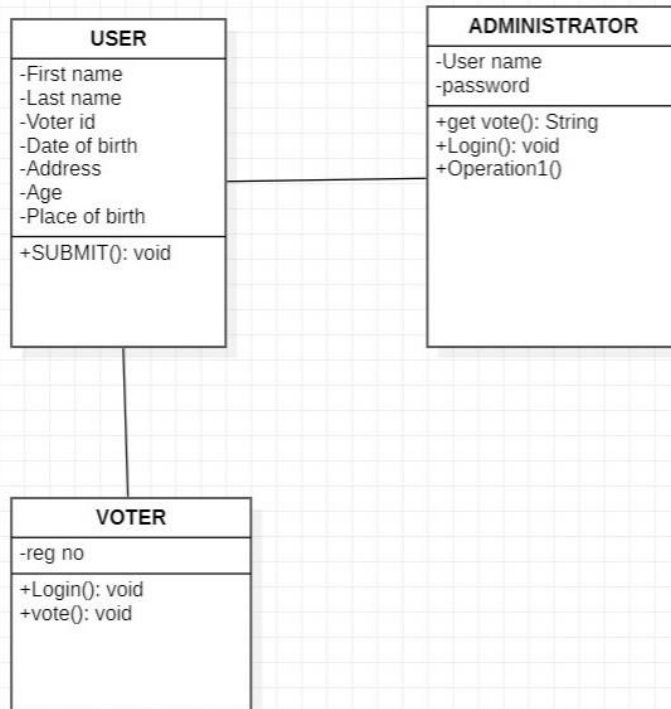 USER
-First name
-Last name
-Voter id
-Date of birth
-Address
-Age
-Place of birth
+SUBMIT(): void
ADMINISTRATOR
-User name
-password
+get vote(): String
+Login(): void
+Operation1()
VOTER
-reg no
+Login(): void
+vote(): void